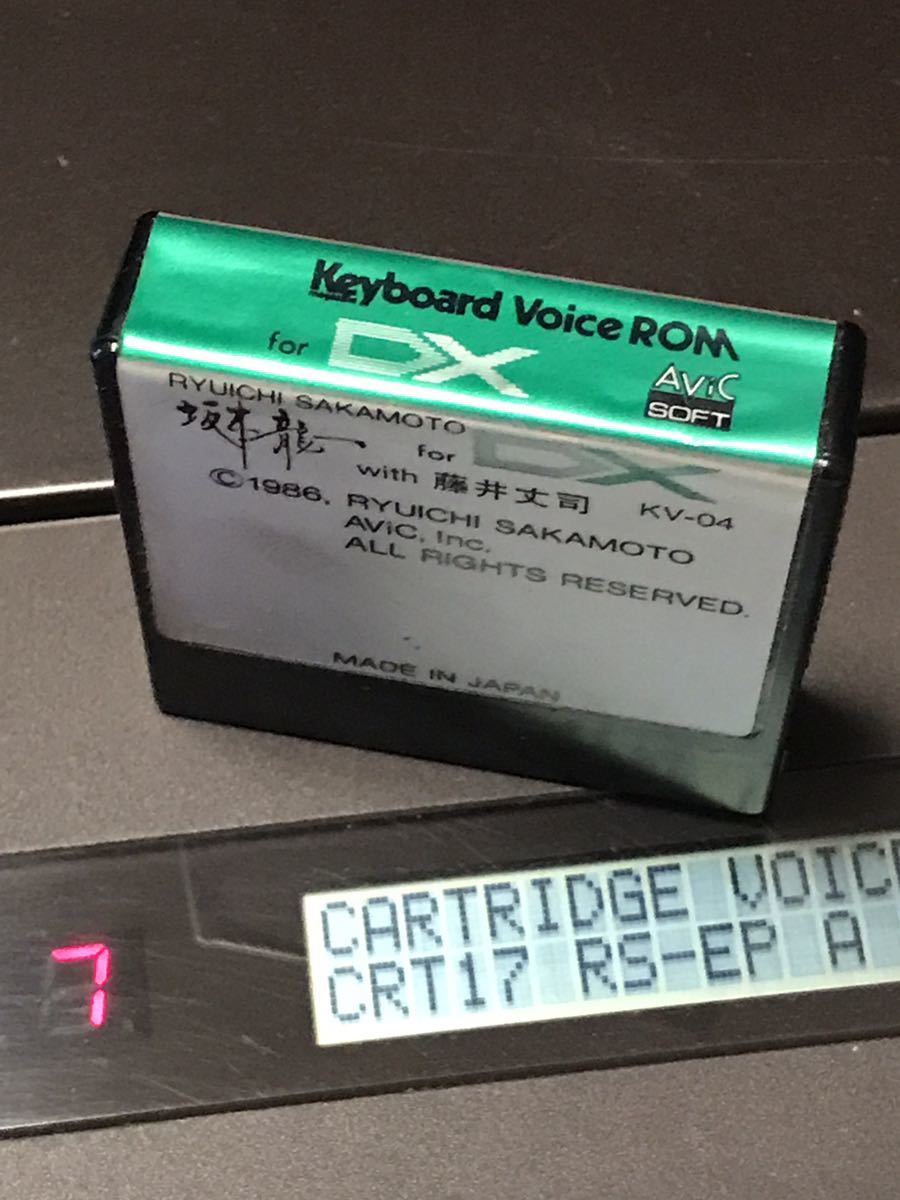 Keyboard Voice ROM
for DX
AViC
SOFT
RYUICHI SAKAMOTO
坂本龍一 for DX
with 藤井丈司 KV-04
©1986, RYUICHI SAKAMOTO
AViC, Inc.
ALL RIGHTS RESERVED.
MADE IN JAPAN
CARTRIDGE VOICE
CRT17 RS-EP A
7